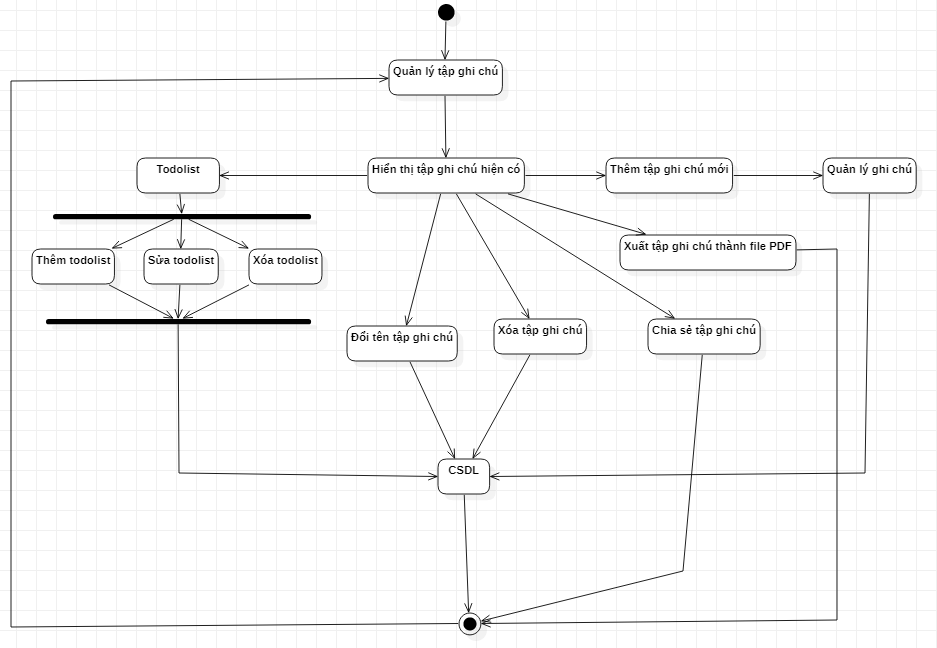 Quản lý tập ghi chú
Todolist
Hiển thị tập ghi chú hiện có
Thêm tập ghi chú mới
Quản lý ghi chú
Xuất tập ghi chú thành file PDF
Thêm todolist
Sửa todolist
Xóa todolist
Đổi tên tập ghi chú
Xóa tập ghi chú
Chia sẻ tập ghi chú
CSDL